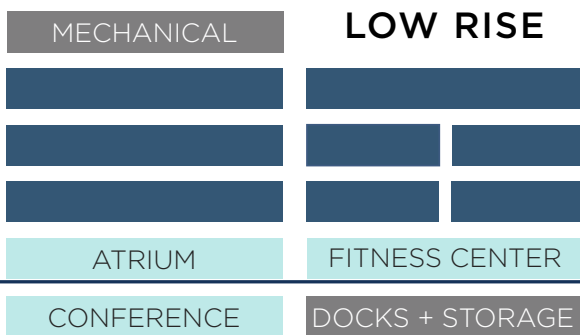 MECHANICAL
LOW RISE
ATRIUM
FITNESS CENTER
CONFERENCE
DOCKS + STORAGE